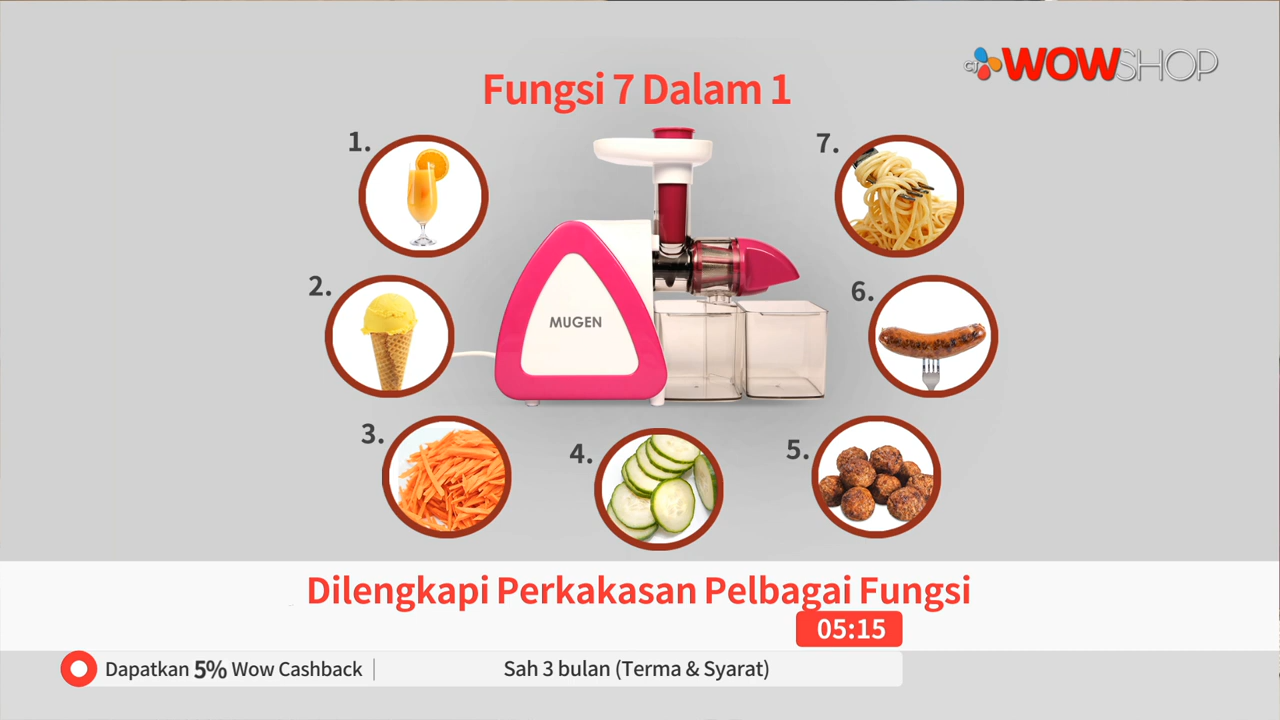 CJ WOWSHOP
Fungsi 7 Dalam 1
1.
7.
2.
6.
MUGEN
3.
4.
5.
Dilengkapi Perkakasan Pelbagai Fungsi
05:15
Dapatkan 5% Wow Cashback | Sah 3 bulan (Terma & Syarat)